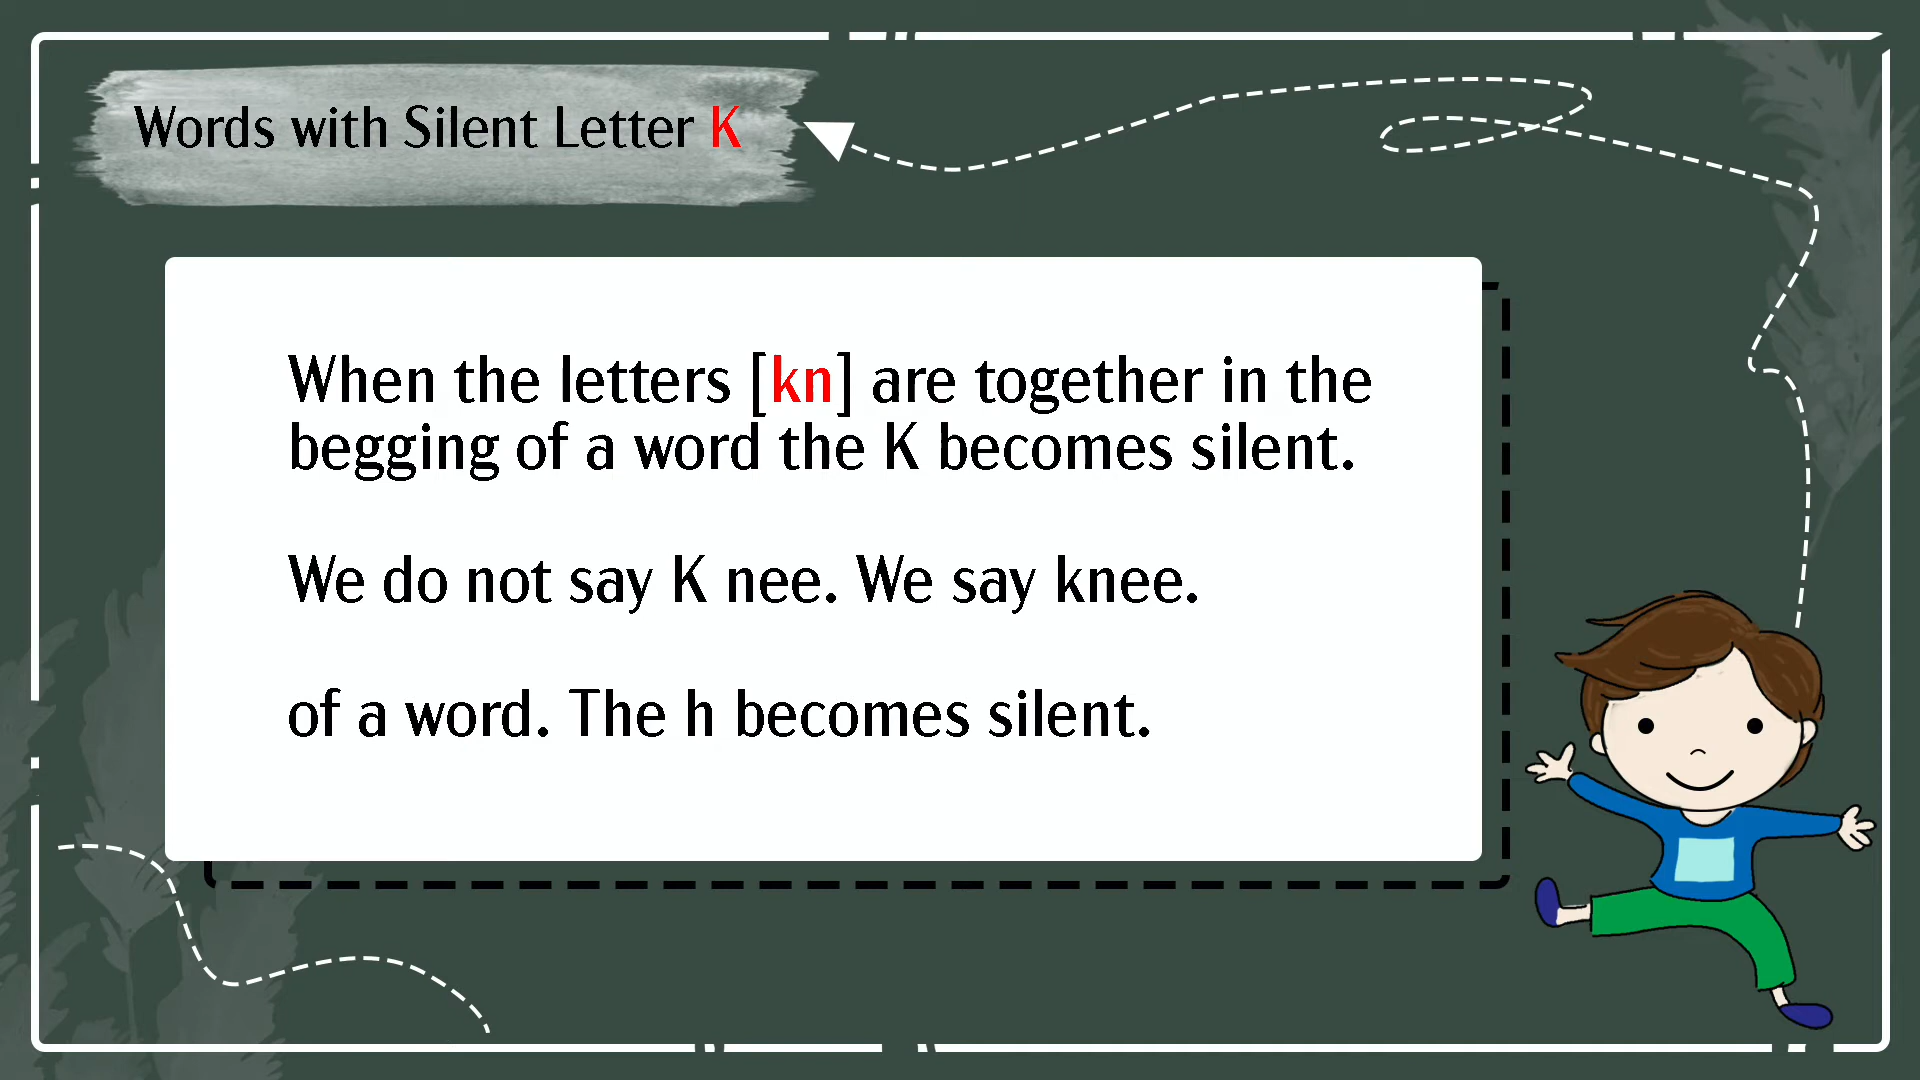 Words with Silent Letter K
When the letters [kn] are together in the
begging of a word the K becomes silent.
We do not say K nee. We say knee.
of a word. The h becomes silent.